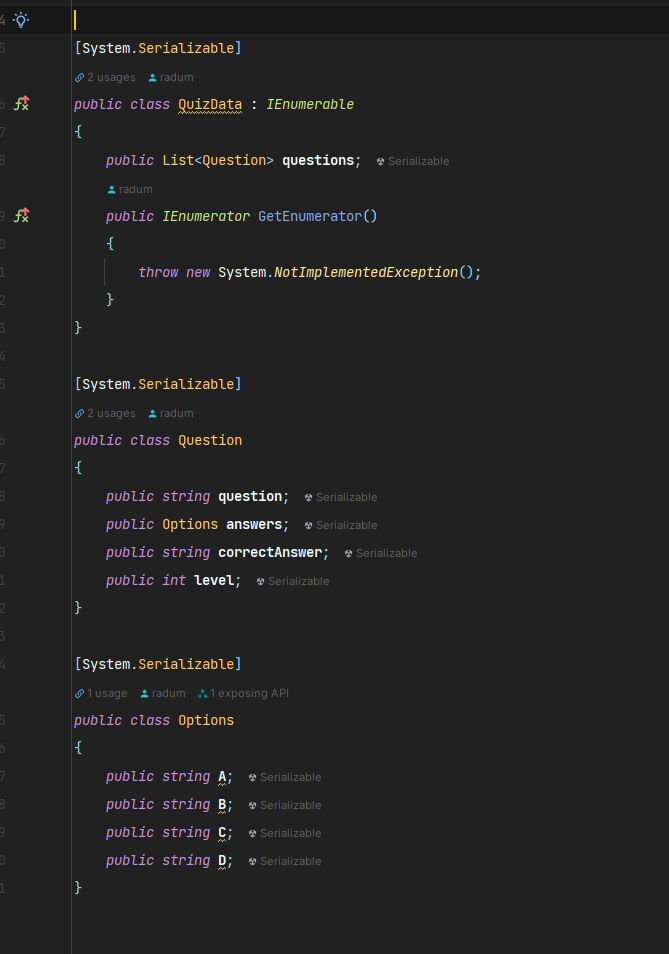 4
5 [System.Serializable]
2 usages radum
6 public class QuizData : IEnumerable
7 {
8 public List<Question> questions; Serializable
radum
9 public IEnumerator GetEnumerator()
0 {
1 throw new System.NotImplementedException();
2 }
3 }
4
5 [System.Serializable]
2 usages radum
6 public class Question
7 {
8 public string question; Serializable
9 public Options answers; Serializable
0 public string correctAnswer; Serializable
1 public int level; Serializable
2 }
3
4 [System.Serializable]
1 usage radum 1 exposing API
5 public class Options
6 {
7 public string A; Serializable
8 public string B; Serializable
9 public string C; Serializable
0 public string D; Serializable
1 }